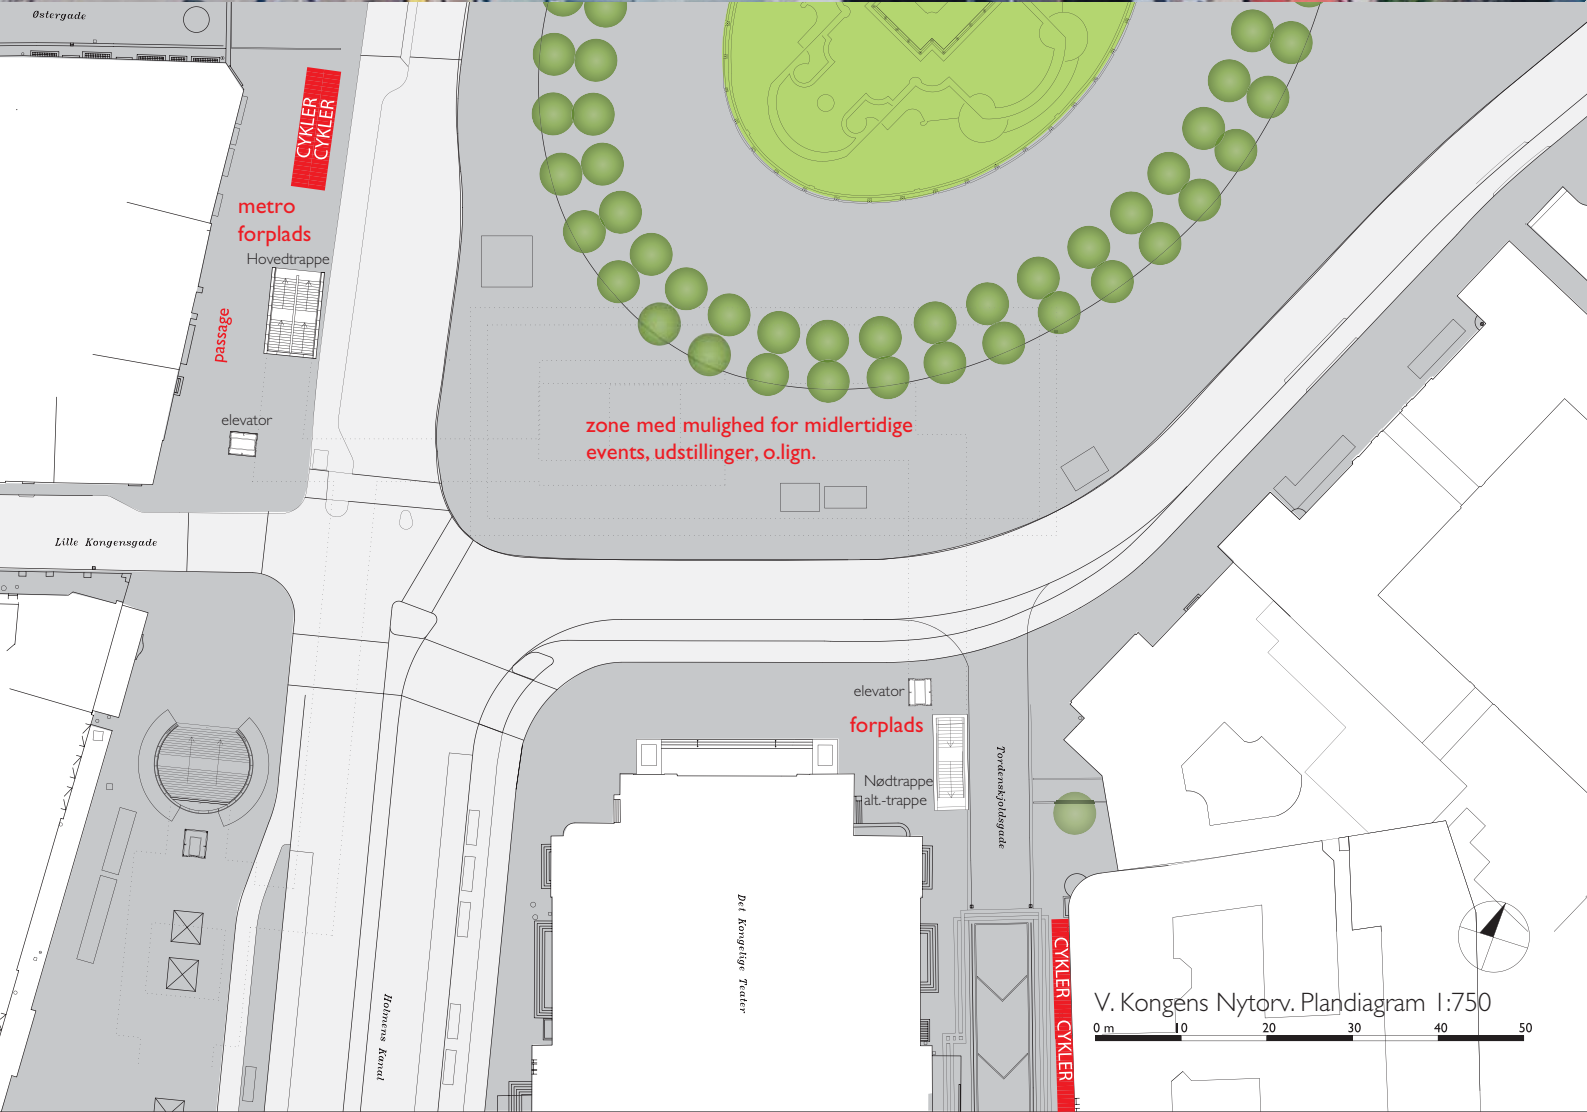 Østergade
CYKLER
CYKLER
metro
forplads
Hovedtrappe
passage
elevator
zone med mulighed for midlertidige
events, udstillinger, o.lign.
Lille Kongensgade
elevator
forplads
Nødtrappe
alt.-trappe
Tordenskjoldsgade
Det Kongelige Teater
Holmens Kanal
CYKLER CYKLER
V. Kongens Nytorv. Plandiagram 1:750
0 m 10 20 30 40 50